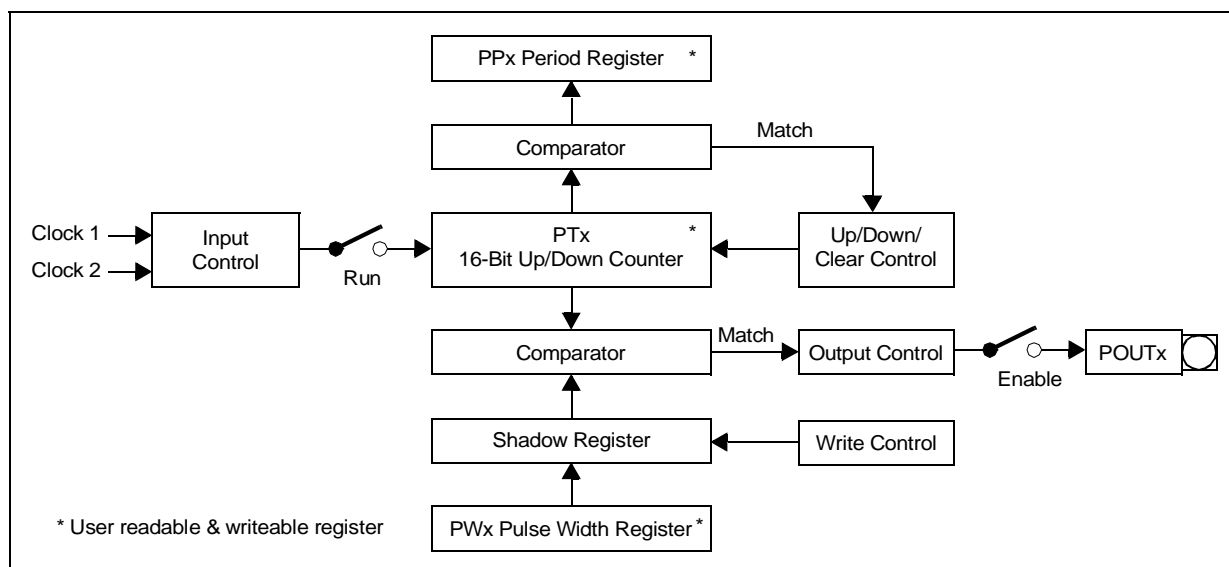 PPx Period Register *
Comparator
Match
Clock 1
Clock 2
Input
Control
Run
PTx *
16-Bit Up/Down Counter
Up/Down/
Clear Control
Comparator
Match
Output Control
Enable
POUTx
Shadow Register
Write Control
PWx Pulse Width Register*
* User readable & writeable register